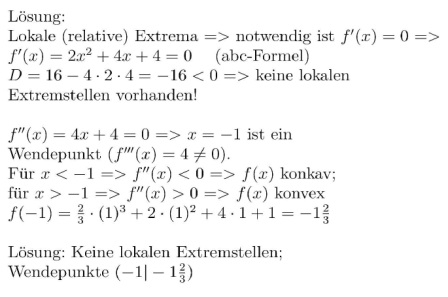 Lösung:
Lokale (relative) Extrema => notwendig ist f′(x) = 0 =>
f′(x) = 2x² + 4x + 4 = 0 (abc-Formel)
D = 16 − 4 · 2 · 4 = −16 < 0 => keine lokalen
Extremstellen vorhanden!
f″(x) = 4x + 4 = 0 => x = −1 ist ein
Wendepunkt (f‴(x) = 4 ≠ 0).
Für x < −1 => f″(x) < 0 => f(x) konkav;
für x > −1 => f″(x) > 0 => f(x) konvex
f(−1) = 2/3 · (1)³ + 2 · (1)² + 4 · 1 + 1 = −1 2/3
Lösung: Keine lokalen Extremstellen;
Wendepunkte (−1| − 1 2/3)